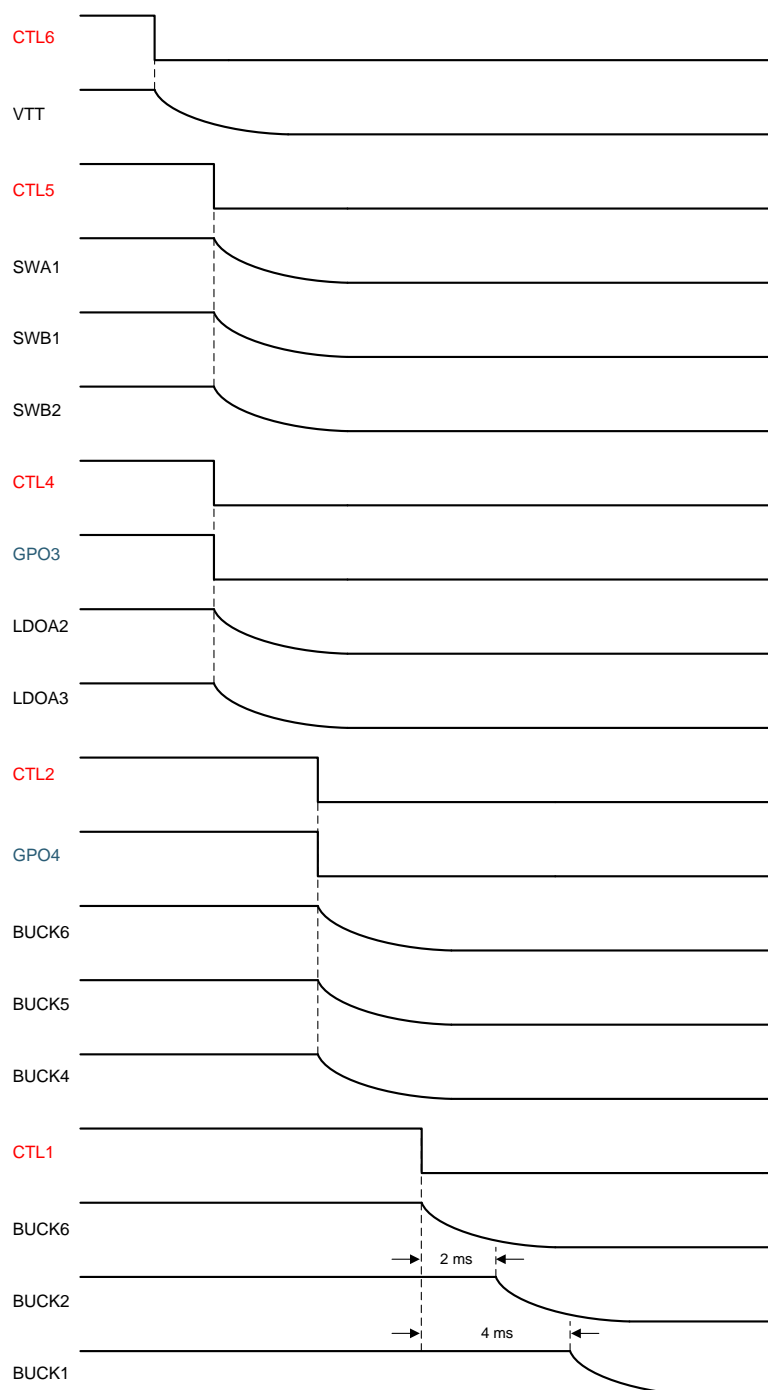 CTL6
VTT
CTL5
SWA1
SWB1
SWB2
CTL4
GPO3
LDOA2
LDOA3
CTL2
GPO4
BUCK6
BUCK5
BUCK4
CTL1
BUCK6
2 ms
BUCK2
4 ms
BUCK1